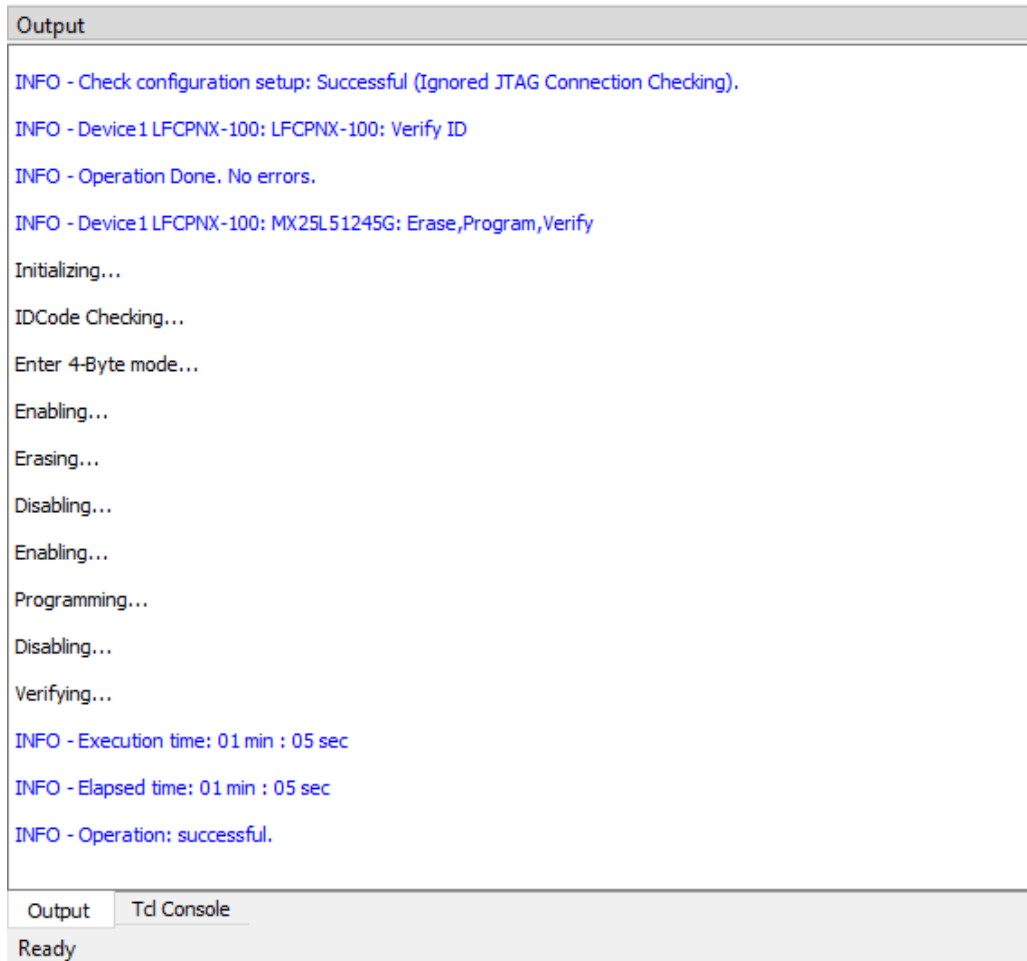 Output
INFO - Check configuration setup: Successful (Ignored JTAG Connection Checking).
INFO - Device1 LFCPNX-100: LFCPNX-100: Verify ID
INFO - Operation Done. No errors.
INFO - Device1 LFCPNX-100: MX25L51245G: Erase,Program,Verify
Initializing...
IDCode Checking...
Enter 4-Byte mode...
Enabling...
Erasing...
Disabling...
Enabling...
Programming...
Disabling...
Verifying...
INFO - Execution time: 01 min : 05 sec
INFO - Elapsed time: 01 min : 05 sec
INFO - Operation: successful.
Output Tcl Console
Ready